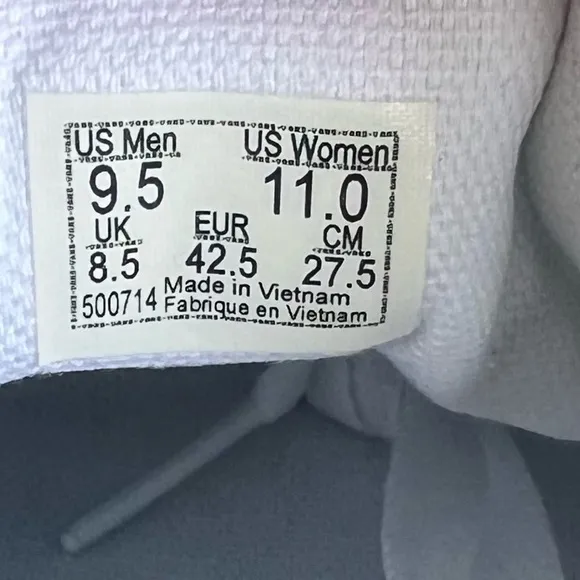 US Men US Women
9.5 11.0
UK EUR CM
8.5 42.5 27.5
500714 Made in Vietnam
Fabrique en Vietnam